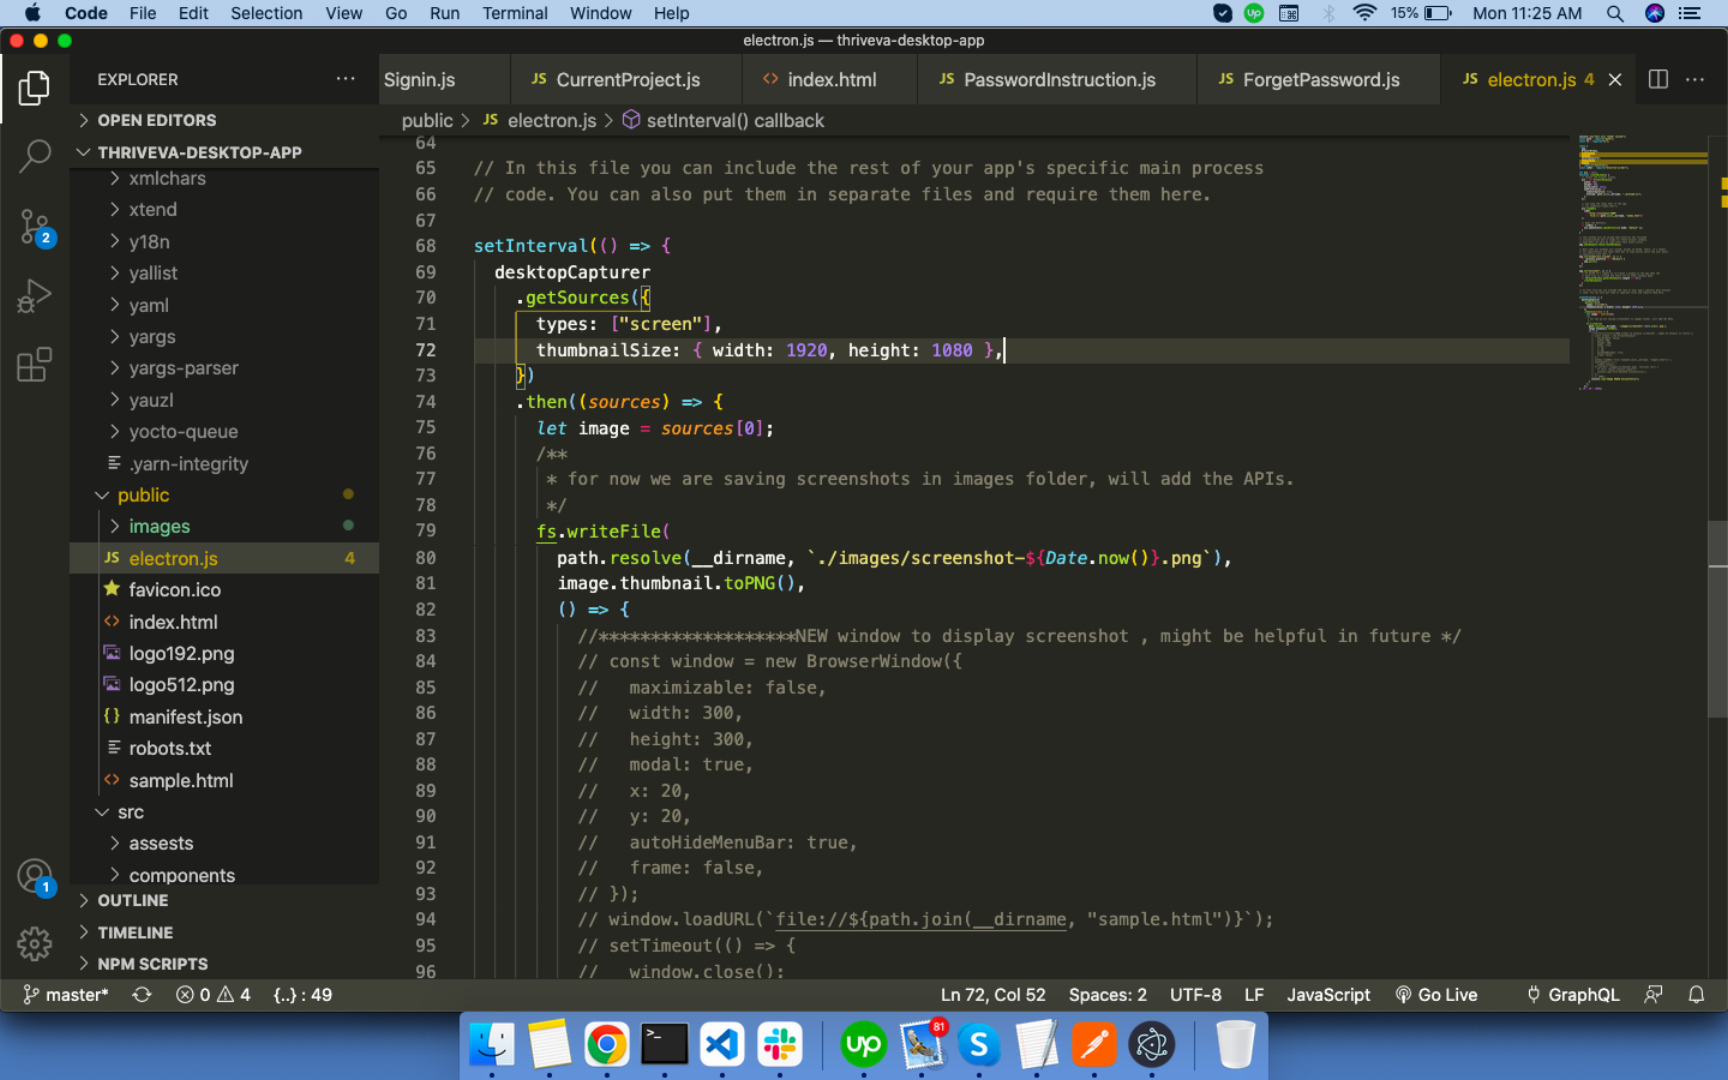 Code File Edit Selection View Go Run Terminal Window Help
up 15% Mon 11:25 AM
electron.js — thriveva-desktop-app
EXPLORER ···
Signin.js
JS CurrentProject.js
<> index.html
JS PasswordInstruction.js
JS ForgetPassword.js
JS electron.js 4
public > JS electron.js > setInterval() callback
OPEN EDITORS
THRIVEVA-DESKTOP-APP
xmlchars
xtend
y18n
yallist
yaml
yargs
yargs-parser
yauzl
yocto-queue
.yarn-integrity
public
images
JS electron.js 4
favicon.ico
<> index.html
logo192.png
logo512.png
{} manifest.json
robots.txt
<> sample.html
src
assests
components
OUTLINE
TIMELINE
NPM SCRIPTS
2
1
64
65 // In this file you can include the rest of your app's specific main process
66 // code. You can also put them in separate files and require them here.
67
68 setInterval(() => {
69 desktopCapturer
70 .getSources({
71 types: ["screen"],
72 thumbnailSize: { width: 1920, height: 1080 },
73 })
74 .then((sources) => {
75 let image = sources[0];
76 /**
77 * for now we are saving screenshots in images folder, will add the APIs.
78 */
79 fs.writeFile(
80 path.resolve(__dirname, `./images/screenshot-${Date.now()}.png`),
81 image.thumbnail.toPNG(),
82 () => {
83 //*******************NEW window to display screenshot , might be helpful in future */
84 // const window = new BrowserWindow({
85 // maximizable: false,
86 // width: 300,
87 // height: 300,
88 // modal: true,
89 // x: 20,
90 // y: 20,
91 // autoHideMenuBar: true,
92 // frame: false,
93 // });
94 // window.loadURL(`file://${path.join(__dirname, "sample.html")}`);
95 // setTimeout(() => {
96 // window.close();
master* 0 4 {..} : 49
Ln 72, Col 52 Spaces: 2 UTF-8 LF JavaScript Go Live GraphQL
>_ up 81 S